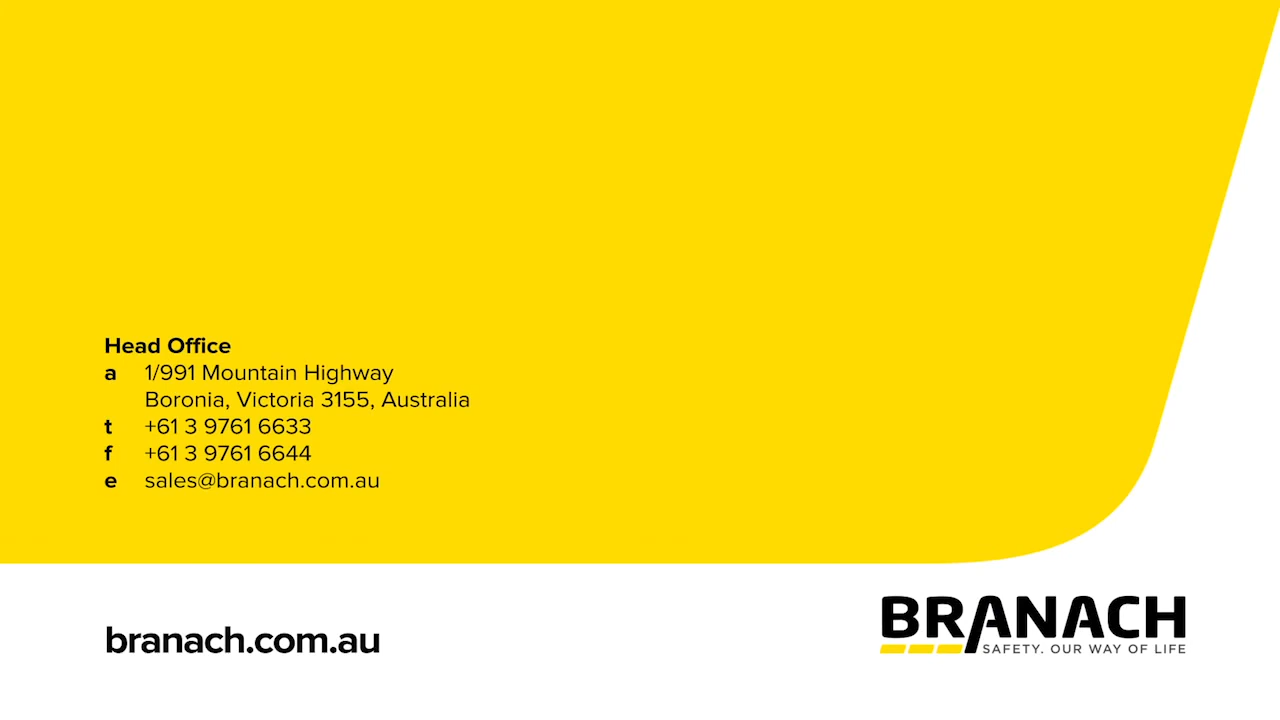 Head Office
a 1/991 Mountain Highway
Boronia, Victoria 3155, Australia
t +61 3 9761 6633
f +61 3 9761 6644
e sales@branach.com.au
branach.com.au
BRANACH
SAFETY. OUR WAY OF LIFE